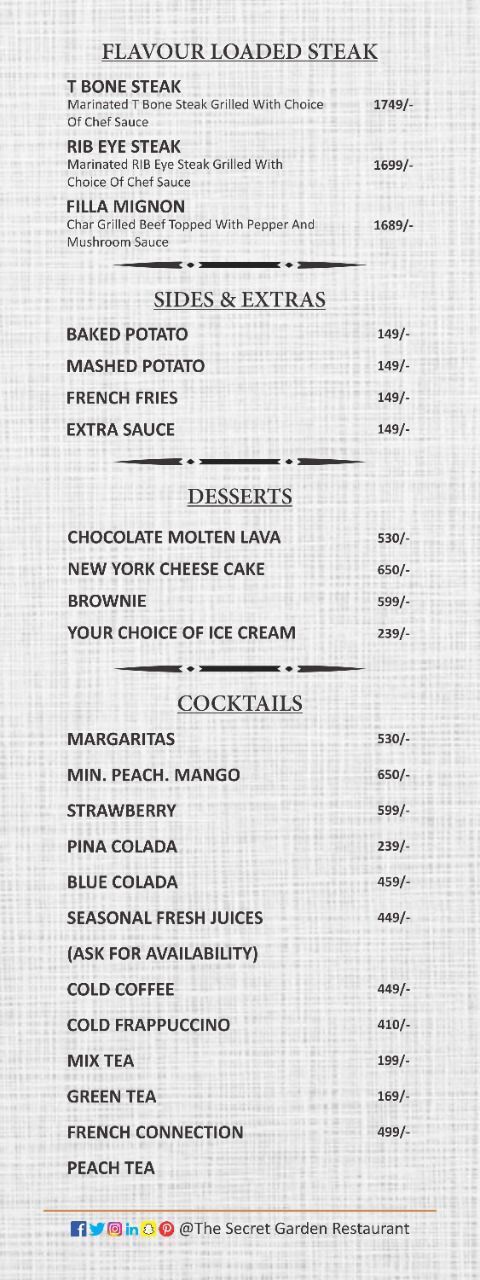 FLAVOUR LOADED STEAK
T BONE STEAK
Marinated T Bone Steak Grilled With Choice 1749/-
Of Chef Sauce
RIB EYE STEAK
Marinated RIB Eye Steak Grilled With 1699/-
Choice Of Chef Sauce
FILLA MIGNON
Char Grilled Beef Topped With Pepper And 1689/-
Mushroom Sauce
SIDES & EXTRAS
BAKED POTATO 149/-
MASHED POTATO 149/-
FRENCH FRIES 149/-
EXTRA SAUCE 149/-
DESSERTS
CHOCOLATE MOLTEN LAVA 530/-
NEW YORK CHEESE CAKE 650/-
BROWNIE 599/-
YOUR CHOICE OF ICE CREAM 239/-
COCKTAILS
MARGARITAS 530/-
MIN. PEACH. MANGO 650/-
STRAWBERRY 599/-
PINA COLADA 239/-
BLUE COLADA 459/-
SEASONAL FRESH JUICES 449/-
(ASK FOR AVAILABILITY)
COLD COFFEE 449/-
COLD FRAPPUCCINO 410/-
MIX TEA 199/-
GREEN TEA 169/-
FRENCH CONNECTION 499/-
PEACH TEA
@The Secret Garden Restaurant